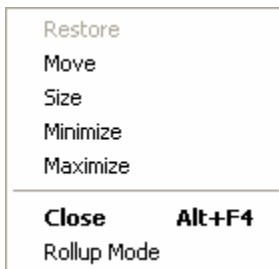 Restore
Move
Size
Minimize
Maximize
Close Alt+F4
Rollup Mode